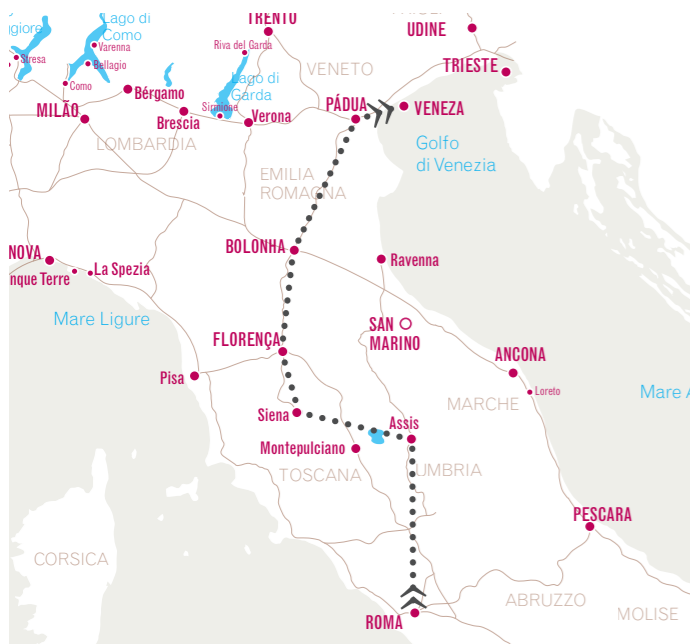 Lago di
Como
TRENTO
UDINE
ggiore
Varenna
Riva del Garda
Stresa
Bellagio
VENETO
TRIESTE
Lago di
Garda
Como
Bérgamo
MILÃO
Sirmione
PÁDUA
VENEZA
Brescia
Verona
LOMBARDIA
Golfo
di Venezia
EMILIA
ROMAGNA
BOLONHA
NOVA
Ravenna
La Spezia
nque Terre
Mare Ligure
SAN
MARINO
FLORENÇA
ANCONA
Pisa
Loreto
Mare A
MARCHE
Siena
Assis
Montepulciano
TOSCANA
UMBRIA
PESCARA
CORSICA
ABRUZZO
MOLISE
ROMA